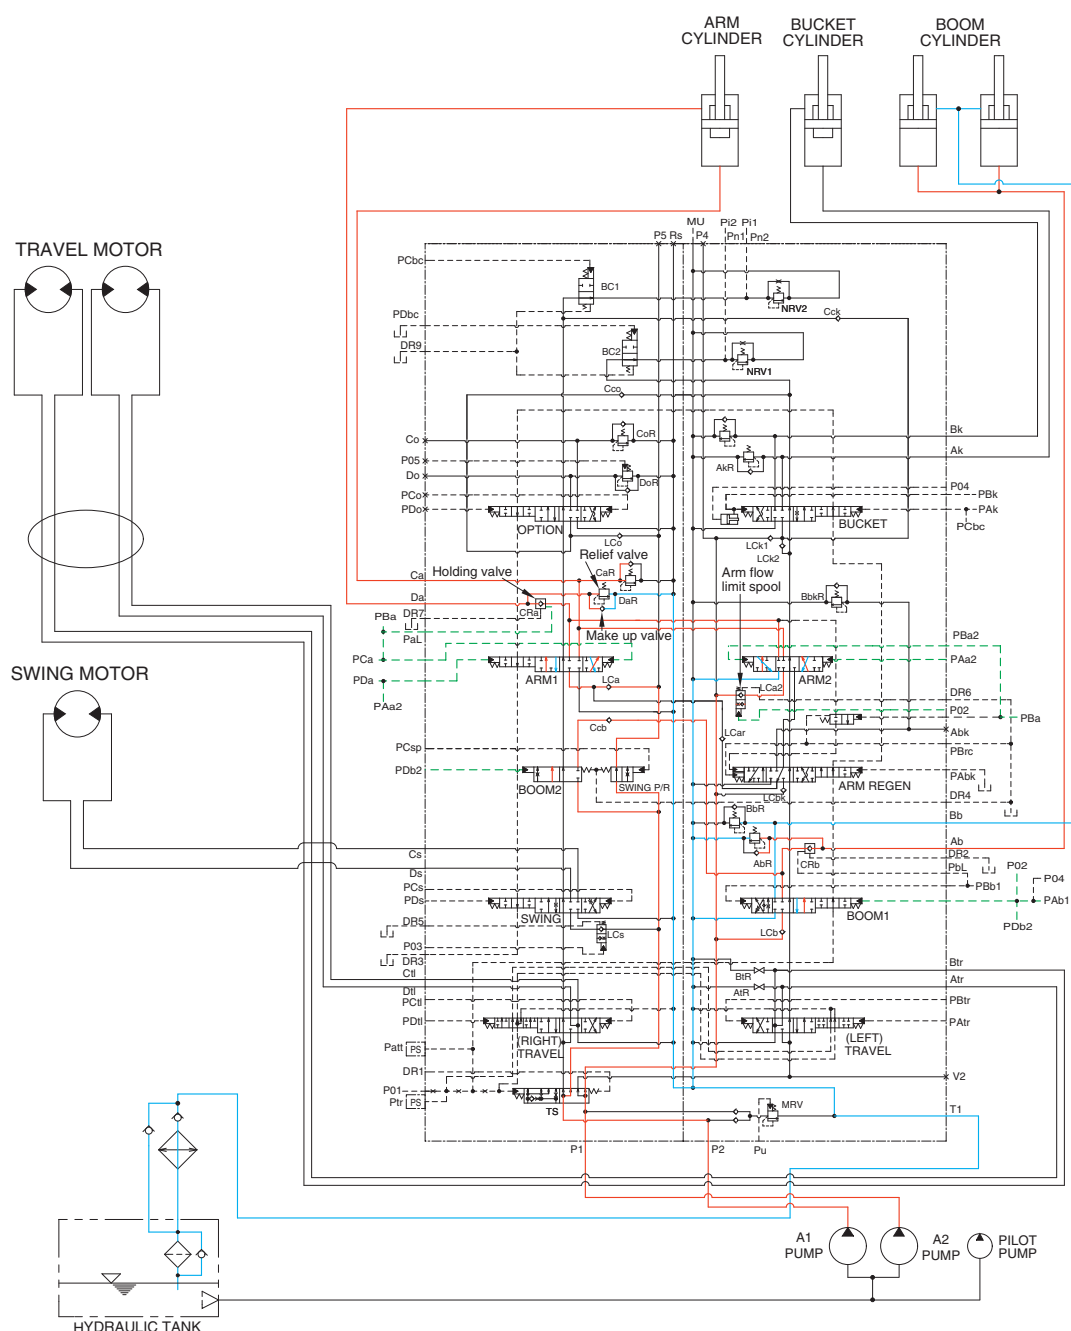 ARM
CYLINDER
BUCKET
CYLINDER
BOOM
CYLINDER
TRAVEL MOTOR
MU
Pi2 Pi1
P5 Rs
P4
Pn1
Pn2
PCbc
BC1
NRV2
Cck
PDbc
DR9
BC2
NRV1
Cco
Co
CoR
Bk
Ak
P05
Do
DoR
AkR
PCo
PDo
OPTION
BUCKET
P04
PBk
PAk
PCbc
LCo
LCk1
LCk2
Relief valve
Holding valve
Arm flow
limit spool
Ca
CaR
Da
CRa
DaR
BbkR
DR7
PBa
PaL
Make up valve
PBa2
PCa
PAa2
PDa
ARM1
ARM2
PAa2
LCa
LCa2
DR6
SWING MOTOR
Ccb
P02
PBa
LCar
Abk
PCsp
PBrc
PDb2
PAbk
BOOM2
SWING P/R
LCbk
ARM REGEN
DR4
BbR
Bb
AbR
CRb
Ab
DR2
PbL
Cs
Ds
PCs
PDs
P02
P04
PBb1
PAb1
SWING
BOOM1
PDb2
DR5
LCs
LCb
P03
DR3
Ctl
Btr
BtR
Dtl
Atr
AtR
PCtl
PBtr
PDtl
PAtr
(RIGHT)
TRAVEL
(LEFT)
TRAVEL
Patt
PS
DR1
P01
V2
Ptr
PS
TS
MRV
T1
P1
P2
Pu
A1
PUMP
A2
PUMP
PILOT
PUMP
HYDRAULIC TANK